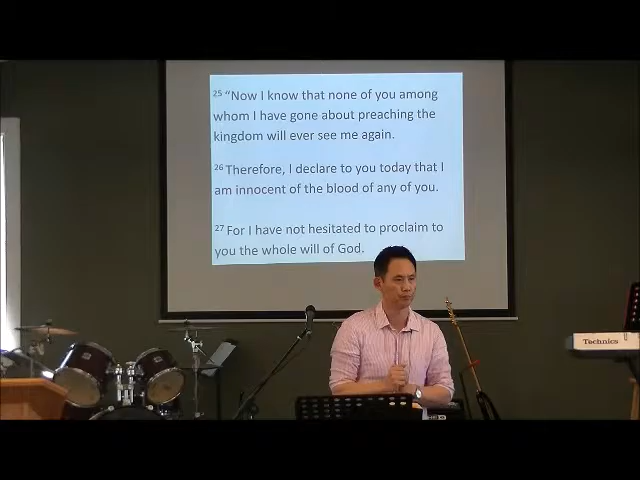 25 “Now I know that none of you among
whom I have gone about preaching the
kingdom will ever see me again.
26 Therefore, I declare to you today that I
am innocent of the blood of any of you.
27 For I have not hesitated to proclaim to
you the whole will of God.
Technics